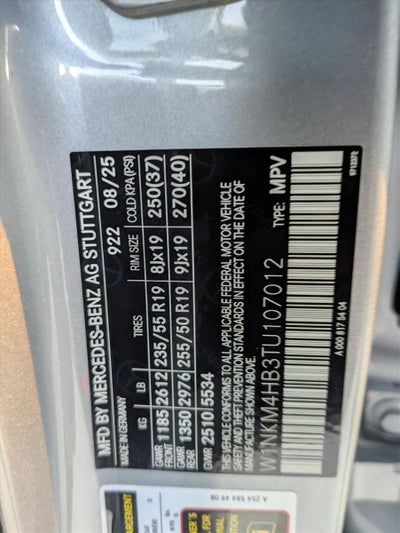 MFD BY MERCEDES-BENZ AG STUTTGART
MADE IN GERMANY 922 08/25
KG LB TIRES RIM SIZE COLD KPA (PSI)
GAWR FRONT 1185 2612 235/55 R19 8Jx19 250(37)
GAWR REAR 1350 2976 255/50 R19 9Jx19 270(40)
GVWR 2510 5534
THIS VEHICLE CONFORMS TO ALL APPLICABLE FEDERAL MOTOR VEHICLE
SAFETY AND THEFT PREVENTION STANDARDS IN EFFECT ON THE DATE OF
MANUFACTURE SHOWN ABOVE
W1NKM4HB3TU107012 TYPE: MPV
A 000 817 04 04
A 254 584 49 08